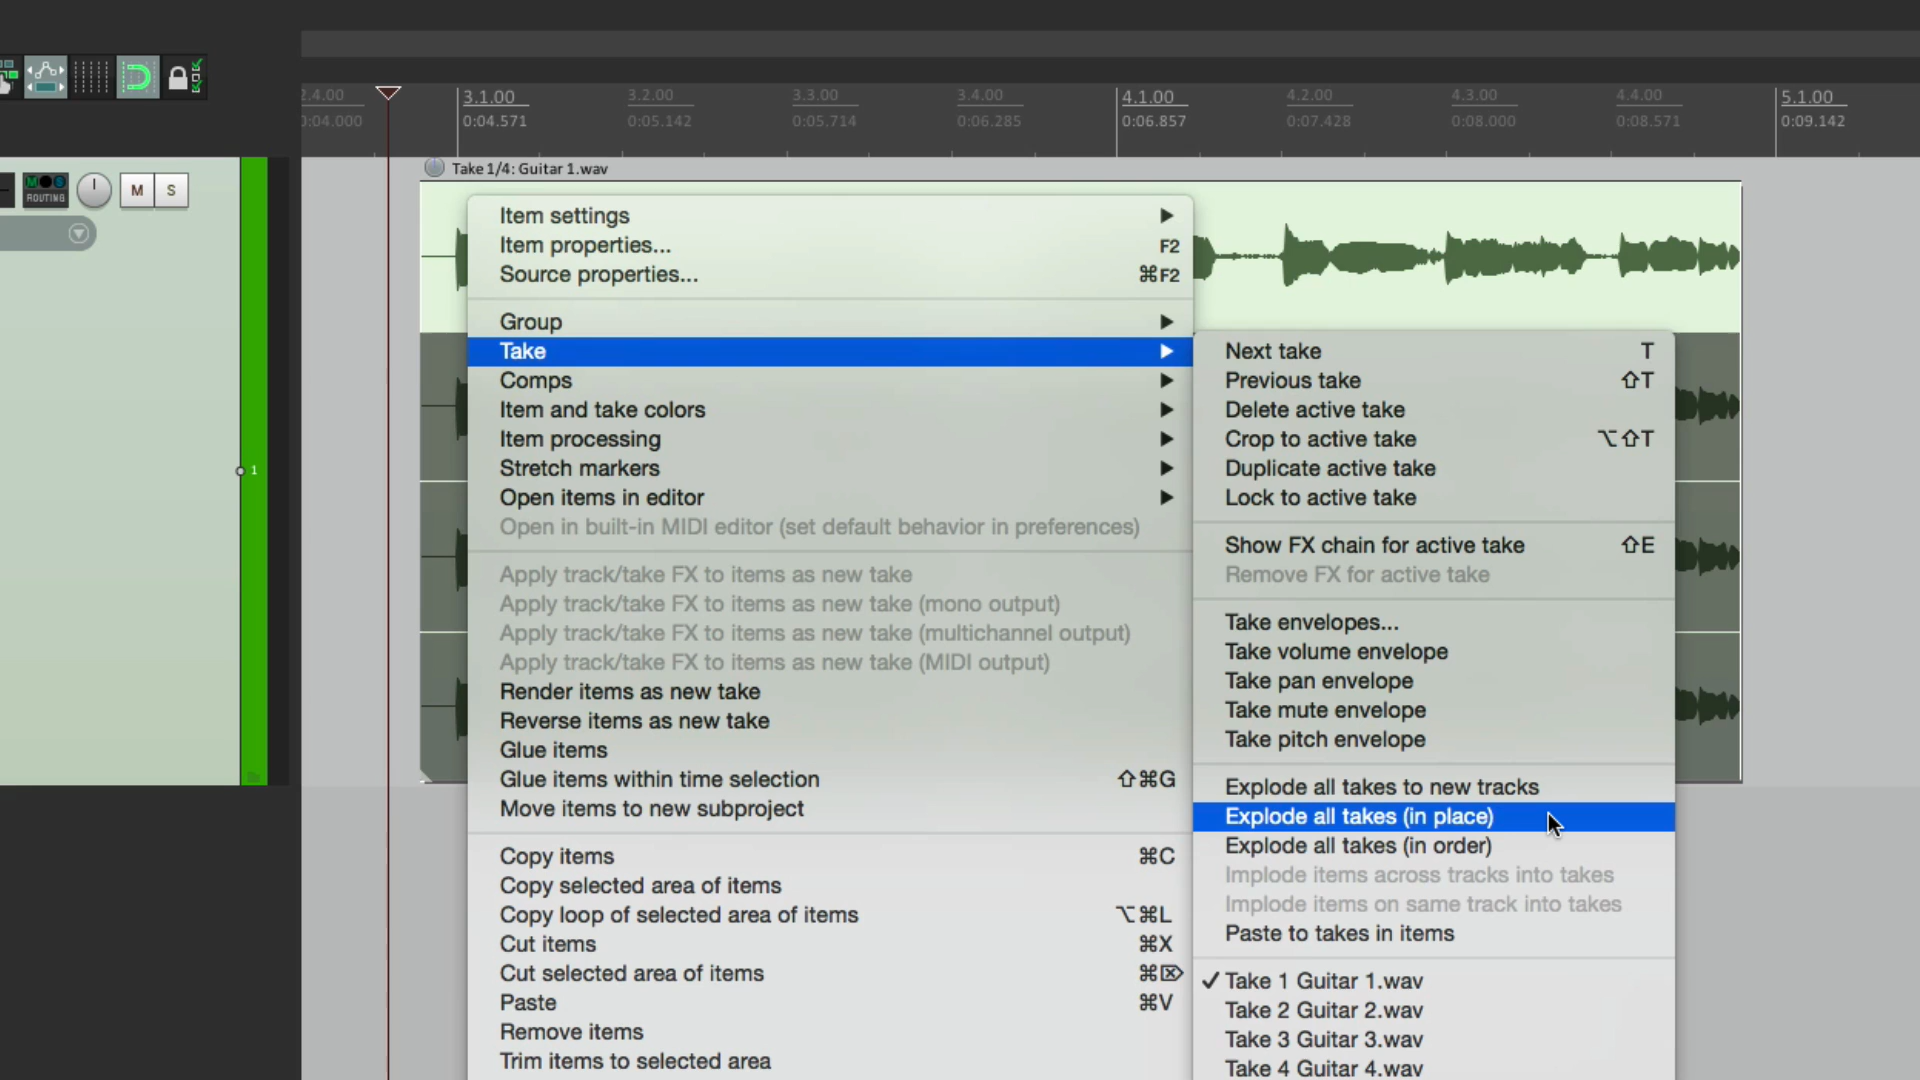 2.4.00 3.1.00 3.2.00 3.3.00 3.4.00 4.1.00 4.2.00 4.3.00 4.4.00 5.1.00
0:04.000 0:04.571 0:05.142 0:05.714 0:06.285 0:06.857 0:07.428 0:08.000 0:08.571 0:09.142
Take 1/4: Guitar 1.wav
M S
ROUTING
M S
1
Item settings
Item properties... F2
Source properties... ⌘F2
Group
Take
Comps
Item and take colors
Item processing
Stretch markers
Open items in editor
Open in built-in MIDI editor (set default behavior in preferences)
Apply track/take FX to items as new take
Apply track/take FX to items as new take (mono output)
Apply track/take FX to items as new take (multichannel output)
Apply track/take FX to items as new take (MIDI output)
Render items as new take
Reverse items as new take
Glue items
Glue items within time selection ⇧⌘G
Move items to new subproject
Copy items ⌘C
Copy selected area of items
Copy loop of selected area of items ⌥⌘L
Cut items ⌘X
Cut selected area of items ⌘⌦
Paste ⌘V
Remove items
Trim items to selected area
Next take T
Previous take ⇧T
Delete active take
Crop to active take ⌥⇧T
Duplicate active take
Lock to active take
Show FX chain for active take ⇧E
Remove FX for active take
Take envelopes...
Take volume envelope
Take pan envelope
Take mute envelope
Take pitch envelope
Explode all takes to new tracks
Explode all takes (in place)
Explode all takes (in order)
Implode items across tracks into takes
Implode items on same track into takes
Paste to takes in items
✓ Take 1 Guitar 1.wav
Take 2 Guitar 2.wav
Take 3 Guitar 3.wav
Take 4 Guitar 4.wav